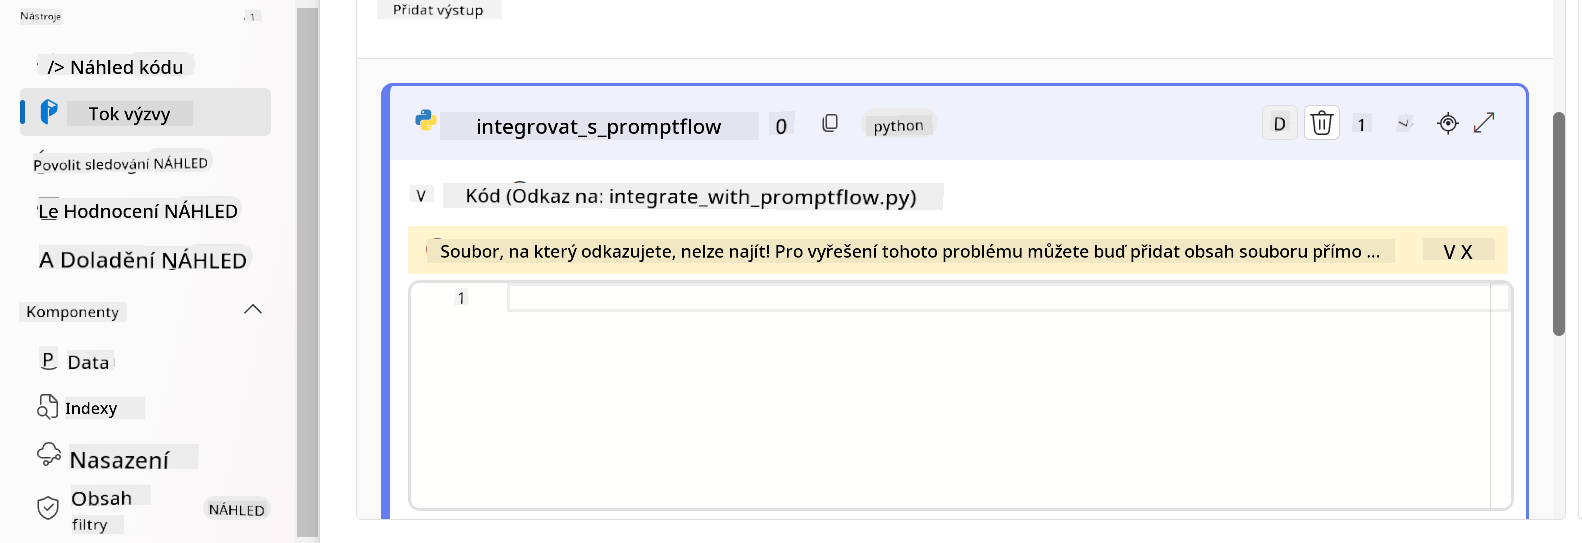 Nástroje
1
/> Náhled kódu
Tok výzvy
Povolit sledování NÁHLED
Le Hodnocení NÁHLED
A Doladění NÁHLED
Komponenty
P Data
Indexy
Nasazení
Obsah
filtry
NÁHLED
Přidat výstup
integrovat_s_promptflow 0 python D 1
V Kód (Odkaz na: integrate_with_promptflow.py)
Soubor, na který odkazujete, nelze najít! Pro vyřešení tohoto problému můžete buď přidat obsah souboru přímo ... V X
1